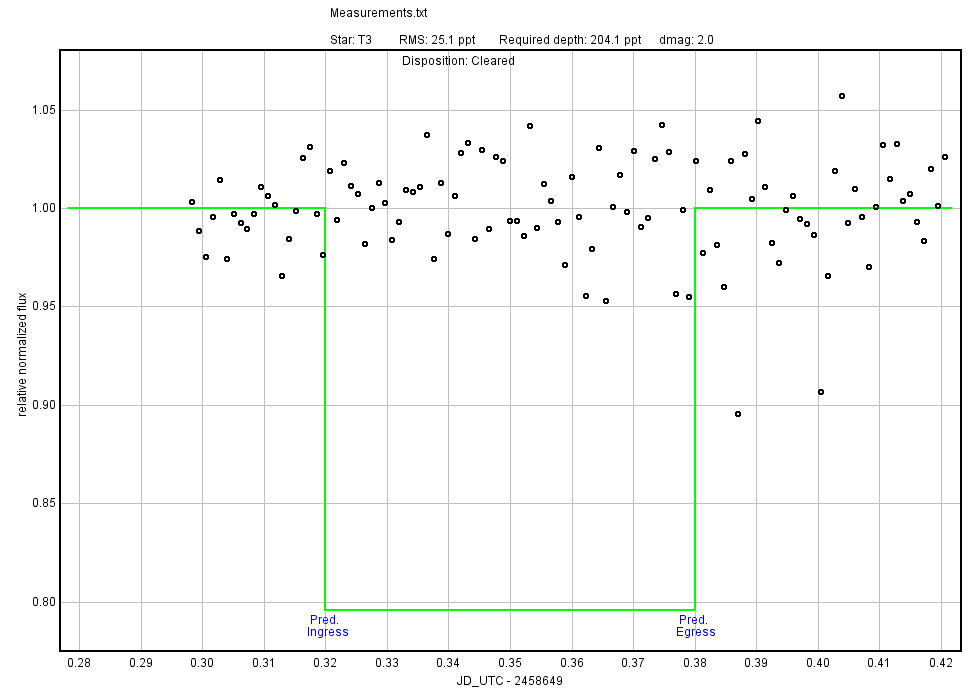 Measurements.txt
Star: T3 RMS: 25.1 ppt Required depth: 204.1 ppt dmag: 2.0
Disposition: Cleared
relative normalized flux
1.05
1.00
0.95
0.90
0.85
0.80
Pred.
Ingress
Pred.
Egress
0.28 0.29 0.30 0.31 0.32 0.33 0.34 0.35 0.36 0.37 0.38 0.39 0.40 0.41 0.42
JD_UTC - 2458649